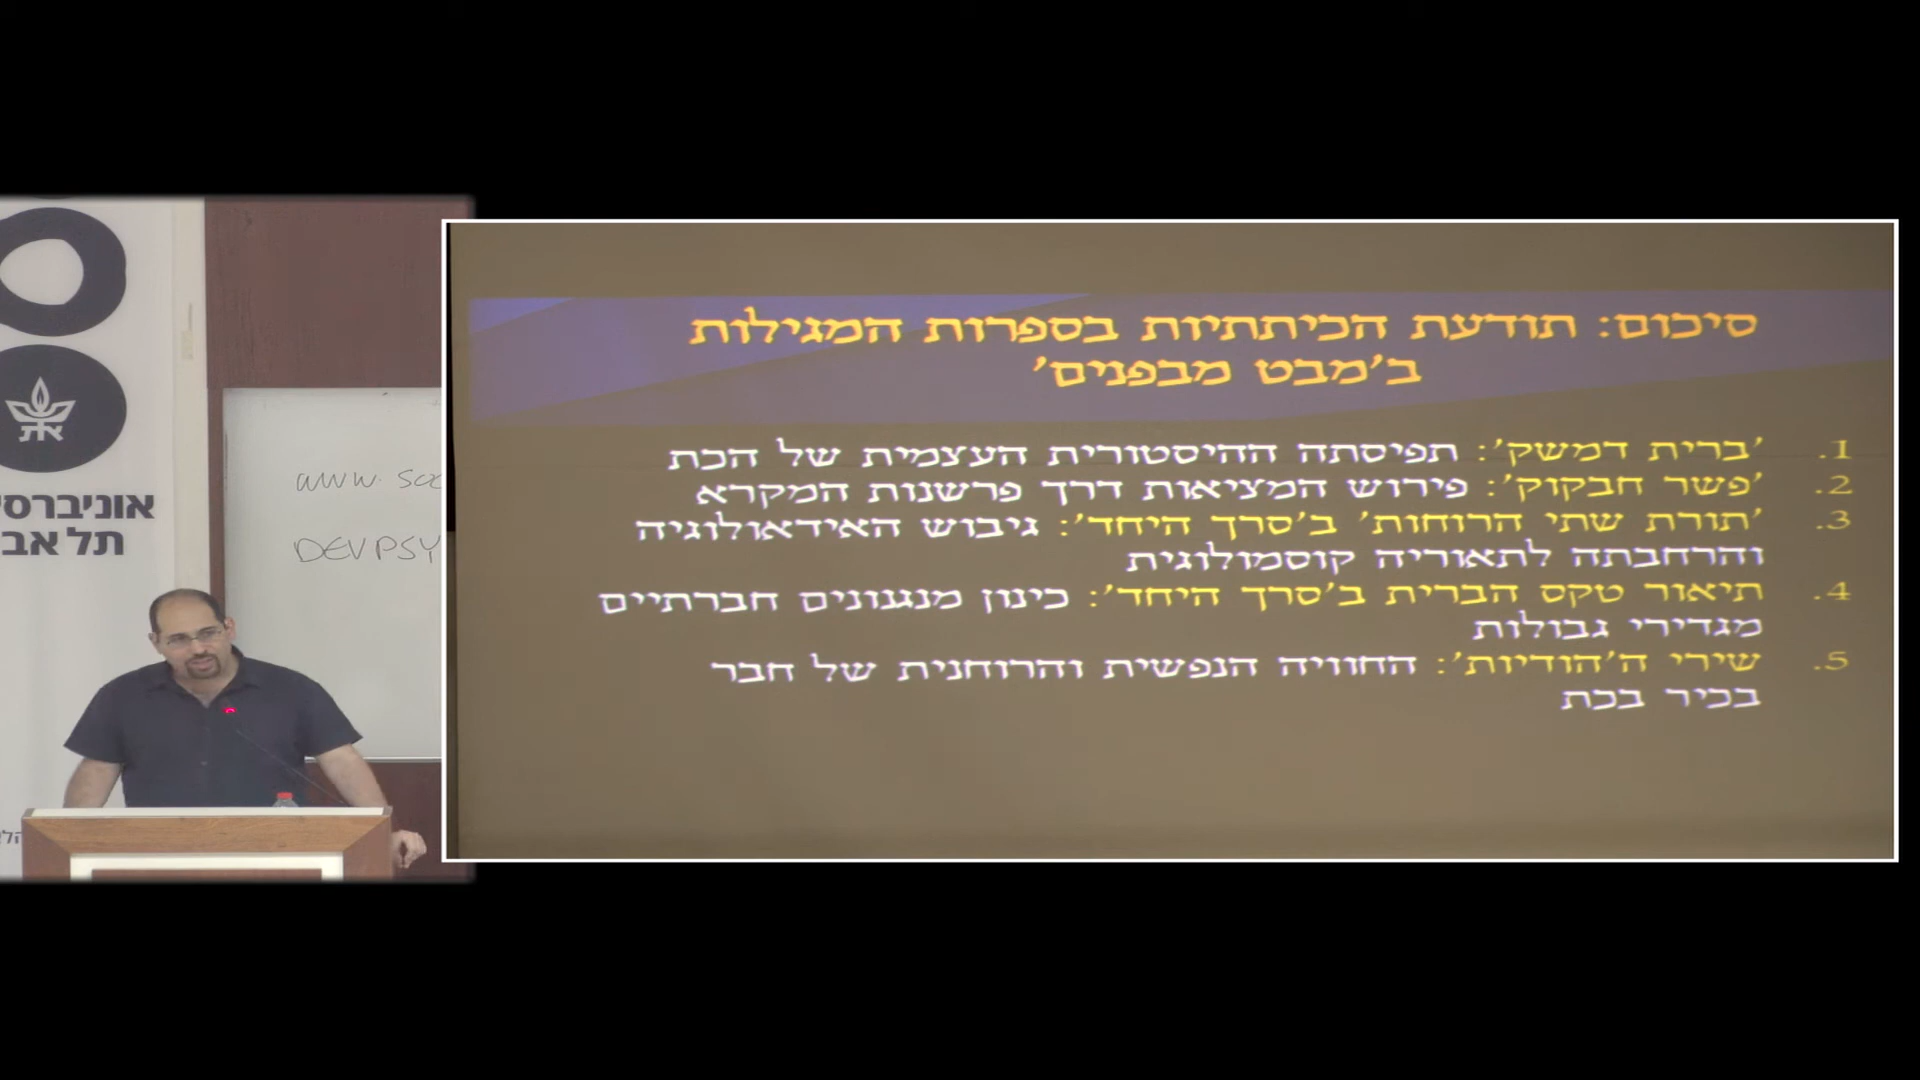 סיכום: תודעת הכיתתיות בספרות המגילות
ב'מבט מבפנים'
1. 'ברית דמשק': תפיסתה ההיסטורית העצמית של הכת
2. 'פשר חבקוק': פירוש המציאות דרך פרשנות המקרא
3. 'תורת שתי הרוחות' ב'סרך היחד': גיבוש האידאולוגיה
והרחבתה לתאוריה קוסמולוגית
4. תיאור טקס הברית ב'סרך היחד': כינון מנגנונים חברתיים
מגדירי גבולות
5. שירי ה'הודיות': החוויה הנפשית והרוחנית של חבר
בכיר בכת
www. soc
DEVPSY
אוניברסי
תל אב